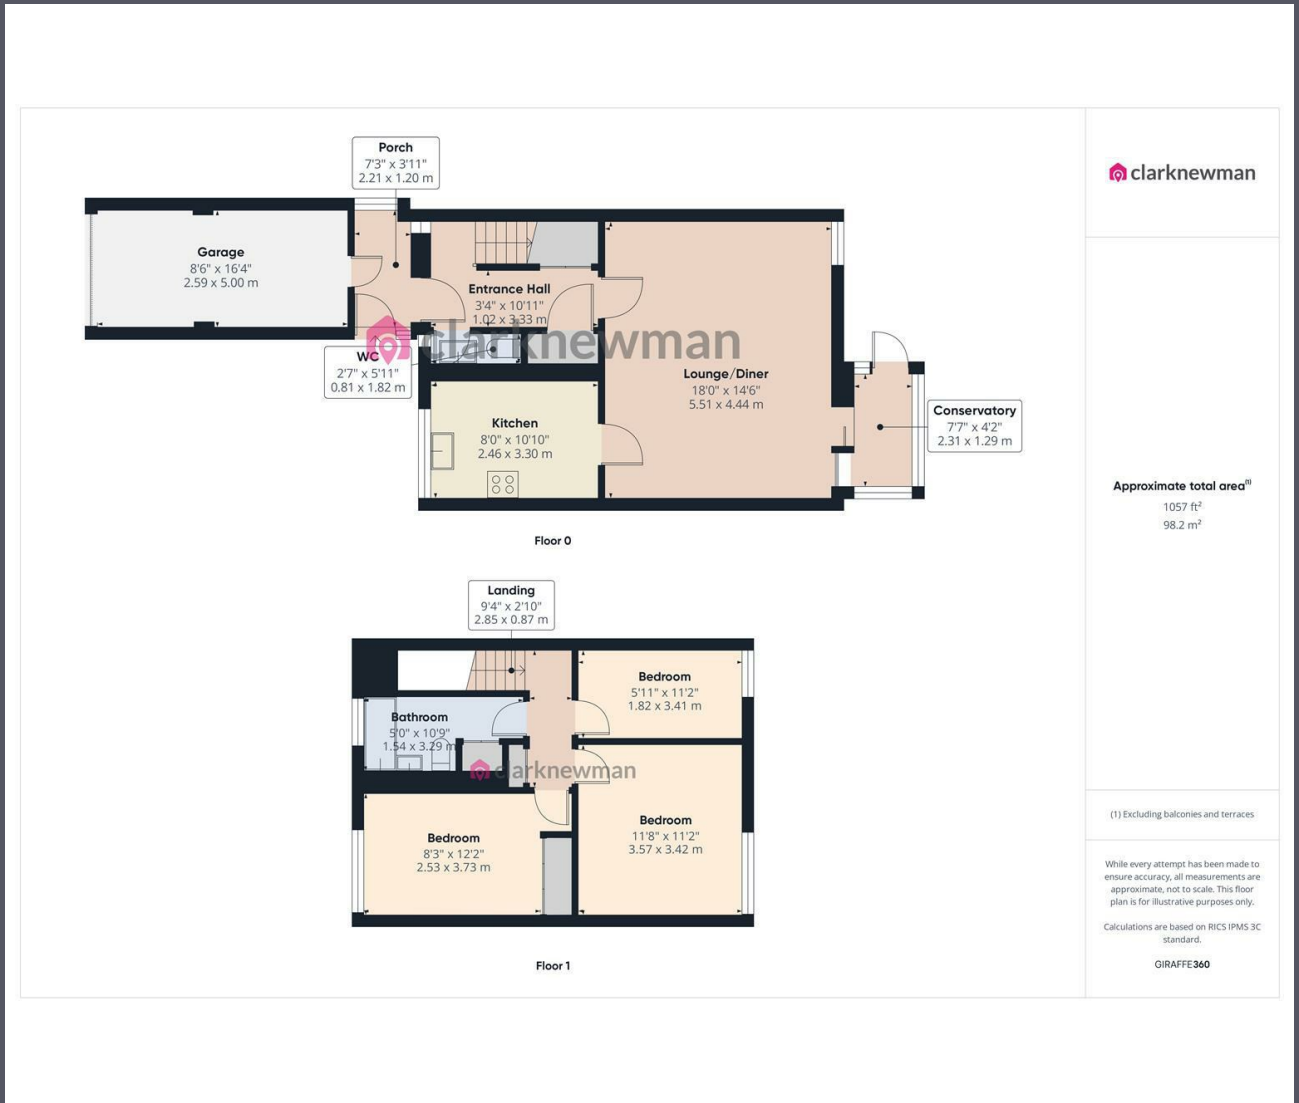 Porch
7'3" x 3'11"
2.21 x 1.20 m
clarknewman
Garage
8'6" x 16'4"
2.59 x 5.00 m
Entrance Hall
3'4" x 10'11"
1.02 x 3.33 m
clarknewman
WC
2'7" x 5'11"
0.81 x 1.82 m
Lounge/Diner
18'0" x 14'6"
5.51 x 4.44 m
Kitchen
8'0" x 10'10"
2.46 x 3.30 m
Conservatory
7'7" x 4'2"
2.31 x 1.29 m
Floor 0
Approximate total area(1)
1057 ft²
98.2 m²
Landing
9'4" x 2'10"
2.85 x 0.87 m
Bedroom
5'11" x 11'2"
1.82 x 3.41 m
Bathroom
5'0" x 10'9"
1.54 x 3.29 m
clarknewman
Bedroom
11'8" x 11'2"
3.57 x 3.42 m
Bedroom
8'3" x 12'2"
2.53 x 3.73 m
Floor 1
(1) Excluding balconies and terraces
While every attempt has been made to
ensure accuracy, all measurements are
approximate, not to scale. This floor
plan is for illustrative purposes only.
Calculations are based on RICS IPMS 3C
standard.
GIRAFFE360